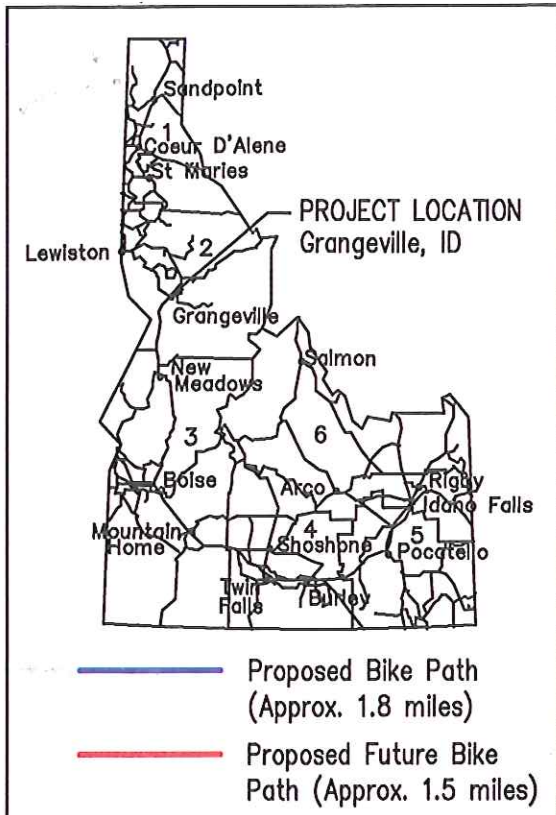 Sandpoint
1
Coeur D'Alene
St Maries
PROJECT LOCATION
Grangeville, ID
Lewiston
2
Grangeville
Salmon
New
Meadows
3
6
Boise
Arco
Rigby
Idaho Falls
Mountain
Home
4
Shoshone
5
Pocatello
Twin
Falls
Burley
Proposed Bike Path
(Approx. 1.8 miles)
Proposed Future Bike
Path (Approx. 1.5 miles)